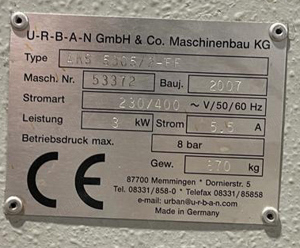 U-R-B-A-N GmbH & Co. Maschinenbau KG
Type
Masch. Nr. 53372 Bauj. 2007
Stromart 230/400 ~ V/50/60 Hz
Leistung 3 kW Strom 5.5 A
Betriebsdruck max. 8 bar
Gew. 670 kg
CE
87700 Memmingen * Dornierstr. 5
Tel. 08331/858-0 * Telefax 08331/85858
e-mail: urban@u-r-b-a-n.com
Made in Germany